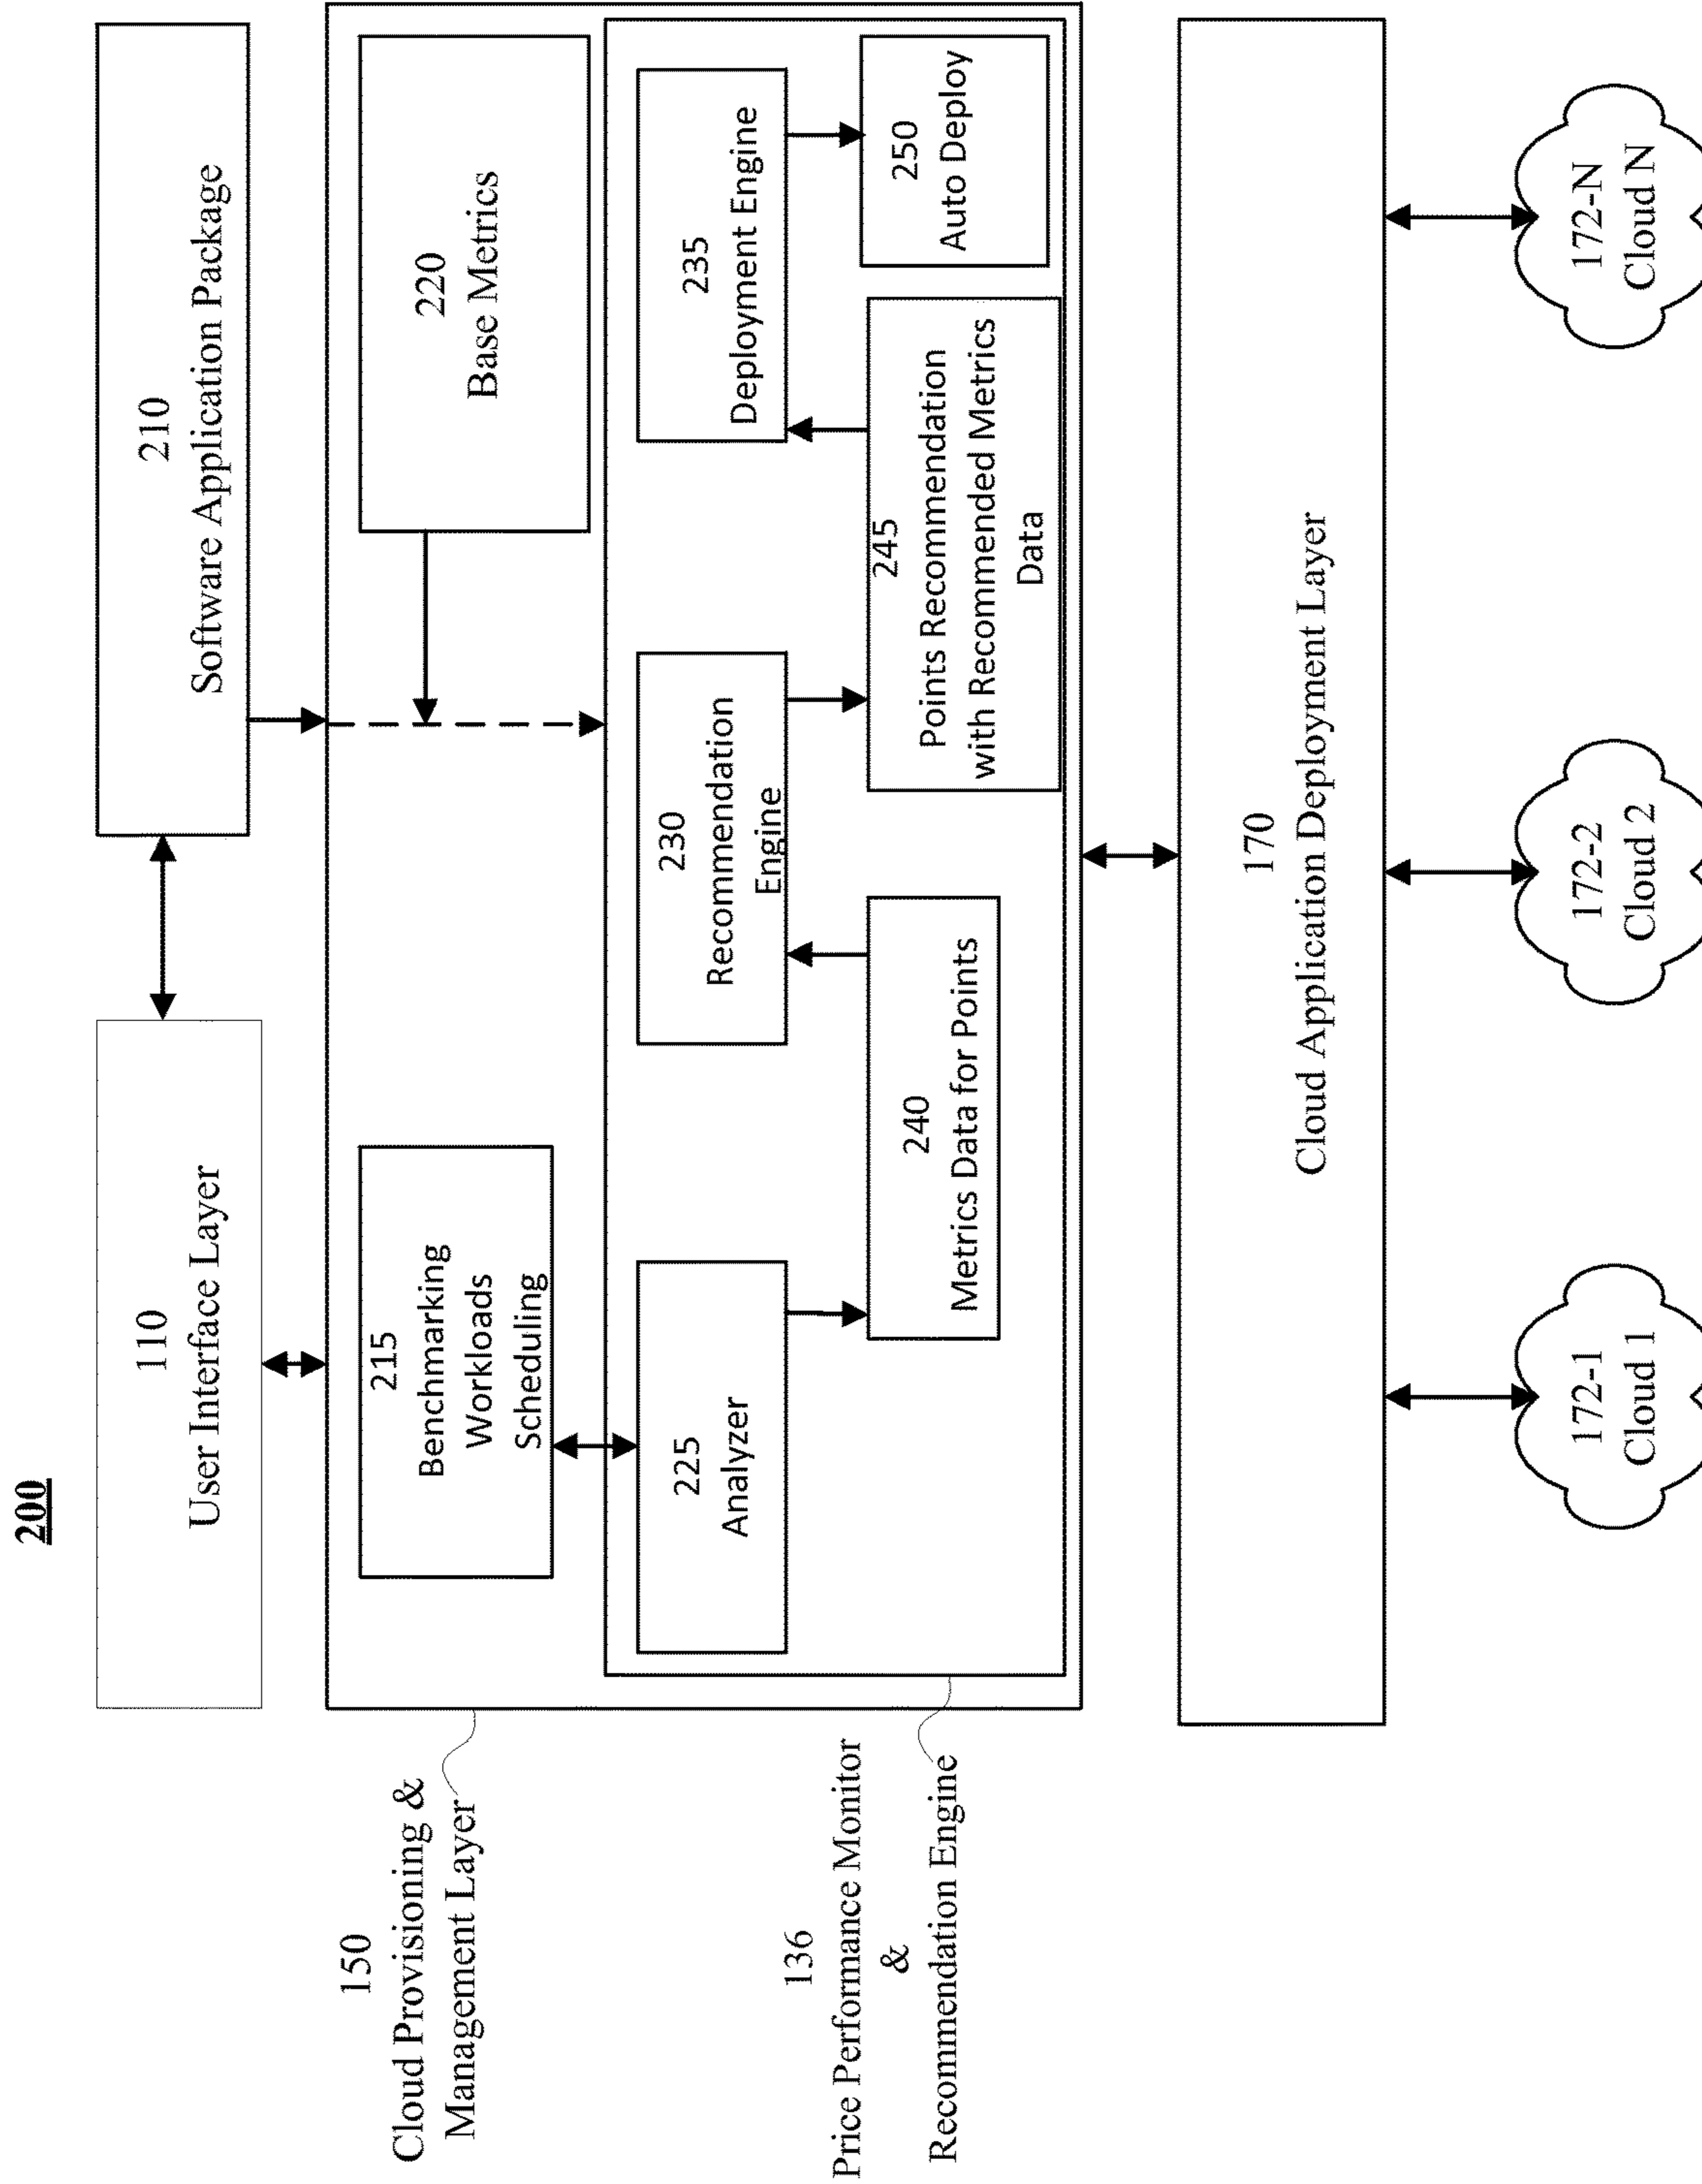 200
110
User Interface Layer
210
Software Application Package
150
Cloud Provisioning &
Management Layer
215
Benchmarking
Workloads
Scheduling
220
Base Metrics
136
Price Performance Monitor
&
Recommendation Engine
225
Analyzer
230
Recommendation
Engine
235
Deployment Engine
240
Metrics Data for Points
245
Points Recommendation
with Recommended Metrics
Data
250
Auto Deploy
170
Cloud Application Deployment Layer
172-1
Cloud 1
172-2
Cloud 2
172-N
Cloud N